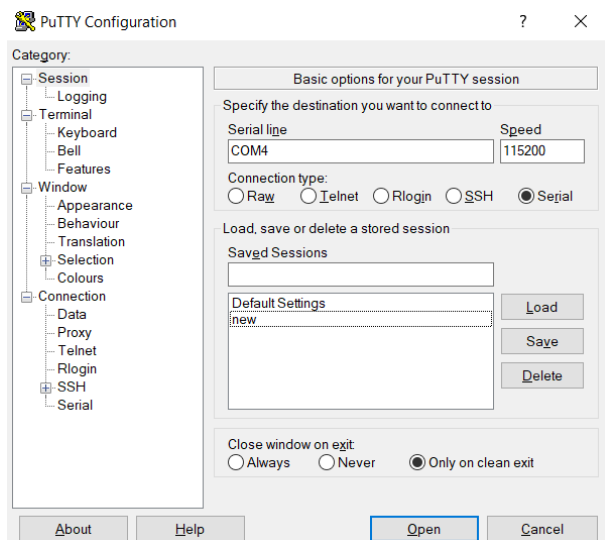 PuTTY Configuration
?
Category:
Session
Logging
Terminal
Keyboard
Bell
Features
Window
Appearance
Behaviour
Translation
Selection
Colours
Connection
Data
Proxy
Telnet
Rlogin
SSH
Serial
Basic options for your PuTTY session
Specify the destination you want to connect to
Serial line Speed
COM4 115200
Connection type:
Raw Telnet Rlogin SSH Serial
Load, save or delete a stored session
Saved Sessions
Default Settings
new
Load
Save
Delete
Close window on exit:
Always Never Only on clean exit
About Help Open Cancel